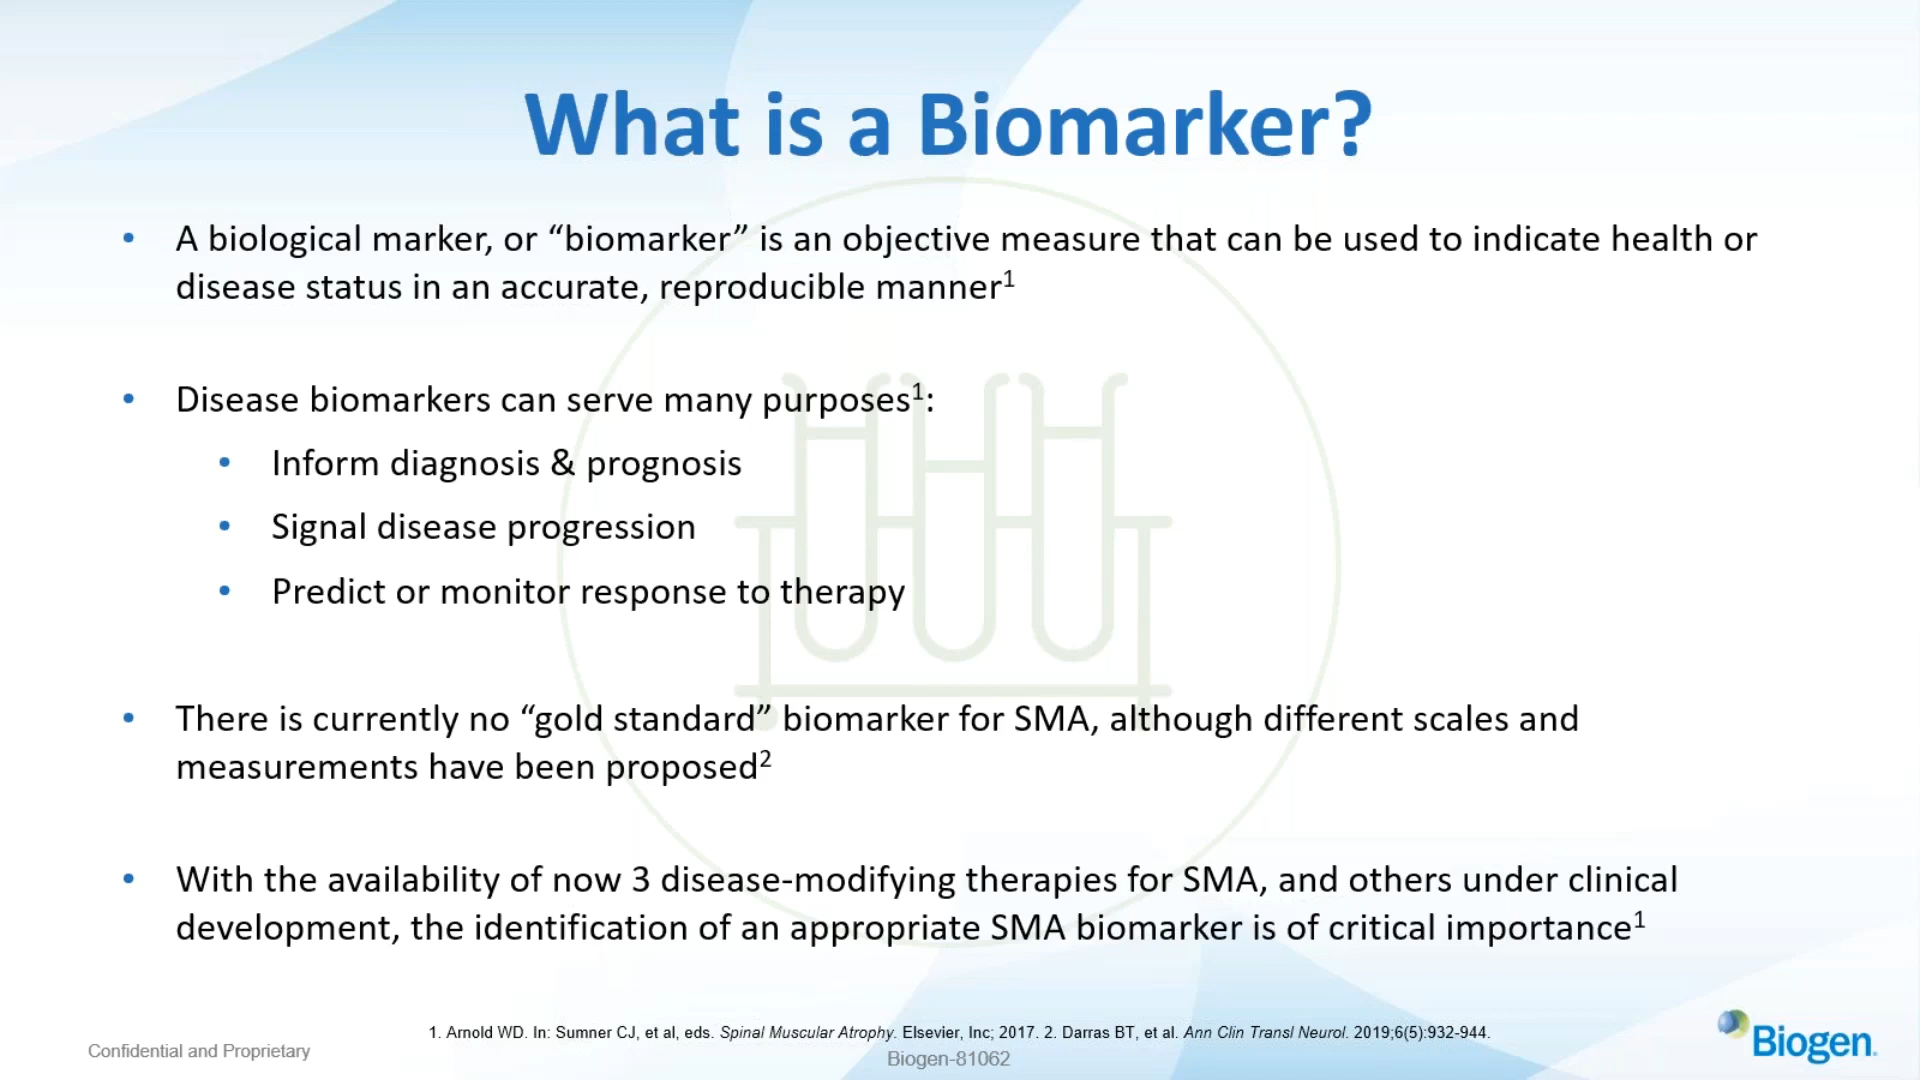 What is a Biomarker?
• A biological marker, or “biomarker” is an objective measure that can be used to indicate health or
disease status in an accurate, reproducible manner¹
• Disease biomarkers can serve many purposes¹:
• Inform diagnosis & prognosis
• Signal disease progression
• Predict or monitor response to therapy
• There is currently no “gold standard” biomarker for SMA, although different scales and
measurements have been proposed²
• With the availability of now 3 disease-modifying therapies for SMA, and others under clinical
development, the identification of an appropriate SMA biomarker is of critical importance¹
1. Arnold WD. In: Sumner CJ, et al, eds. Spinal Muscular Atrophy. Elsevier, Inc; 2017. 2. Darras BT, et al. Ann Clin Transl Neurol. 2019;6(5):932-944.
Confidential and Proprietary
Biogen-81062
Biogen.